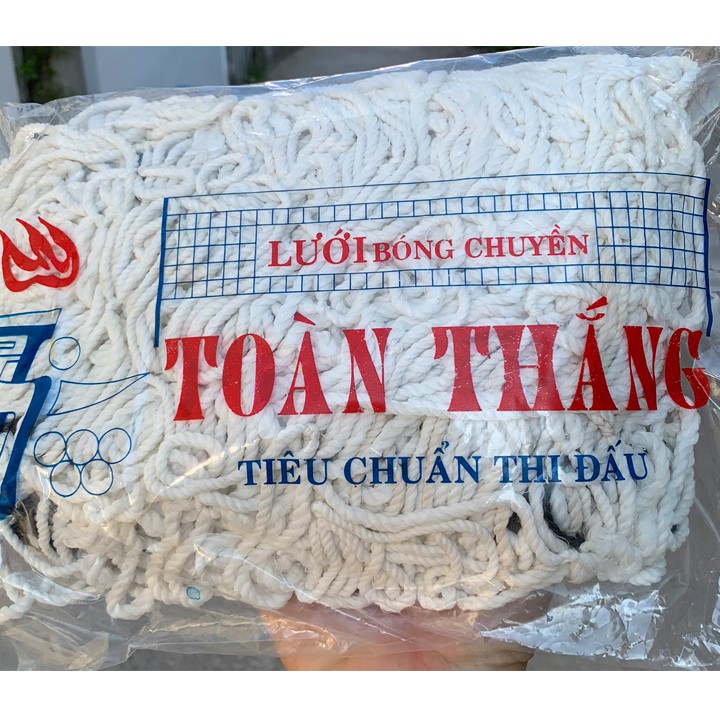 LƯỚI BÓNG CHUYỀN
TOÀN THẮNG
TIÊU CHUẨN THI ĐẤU